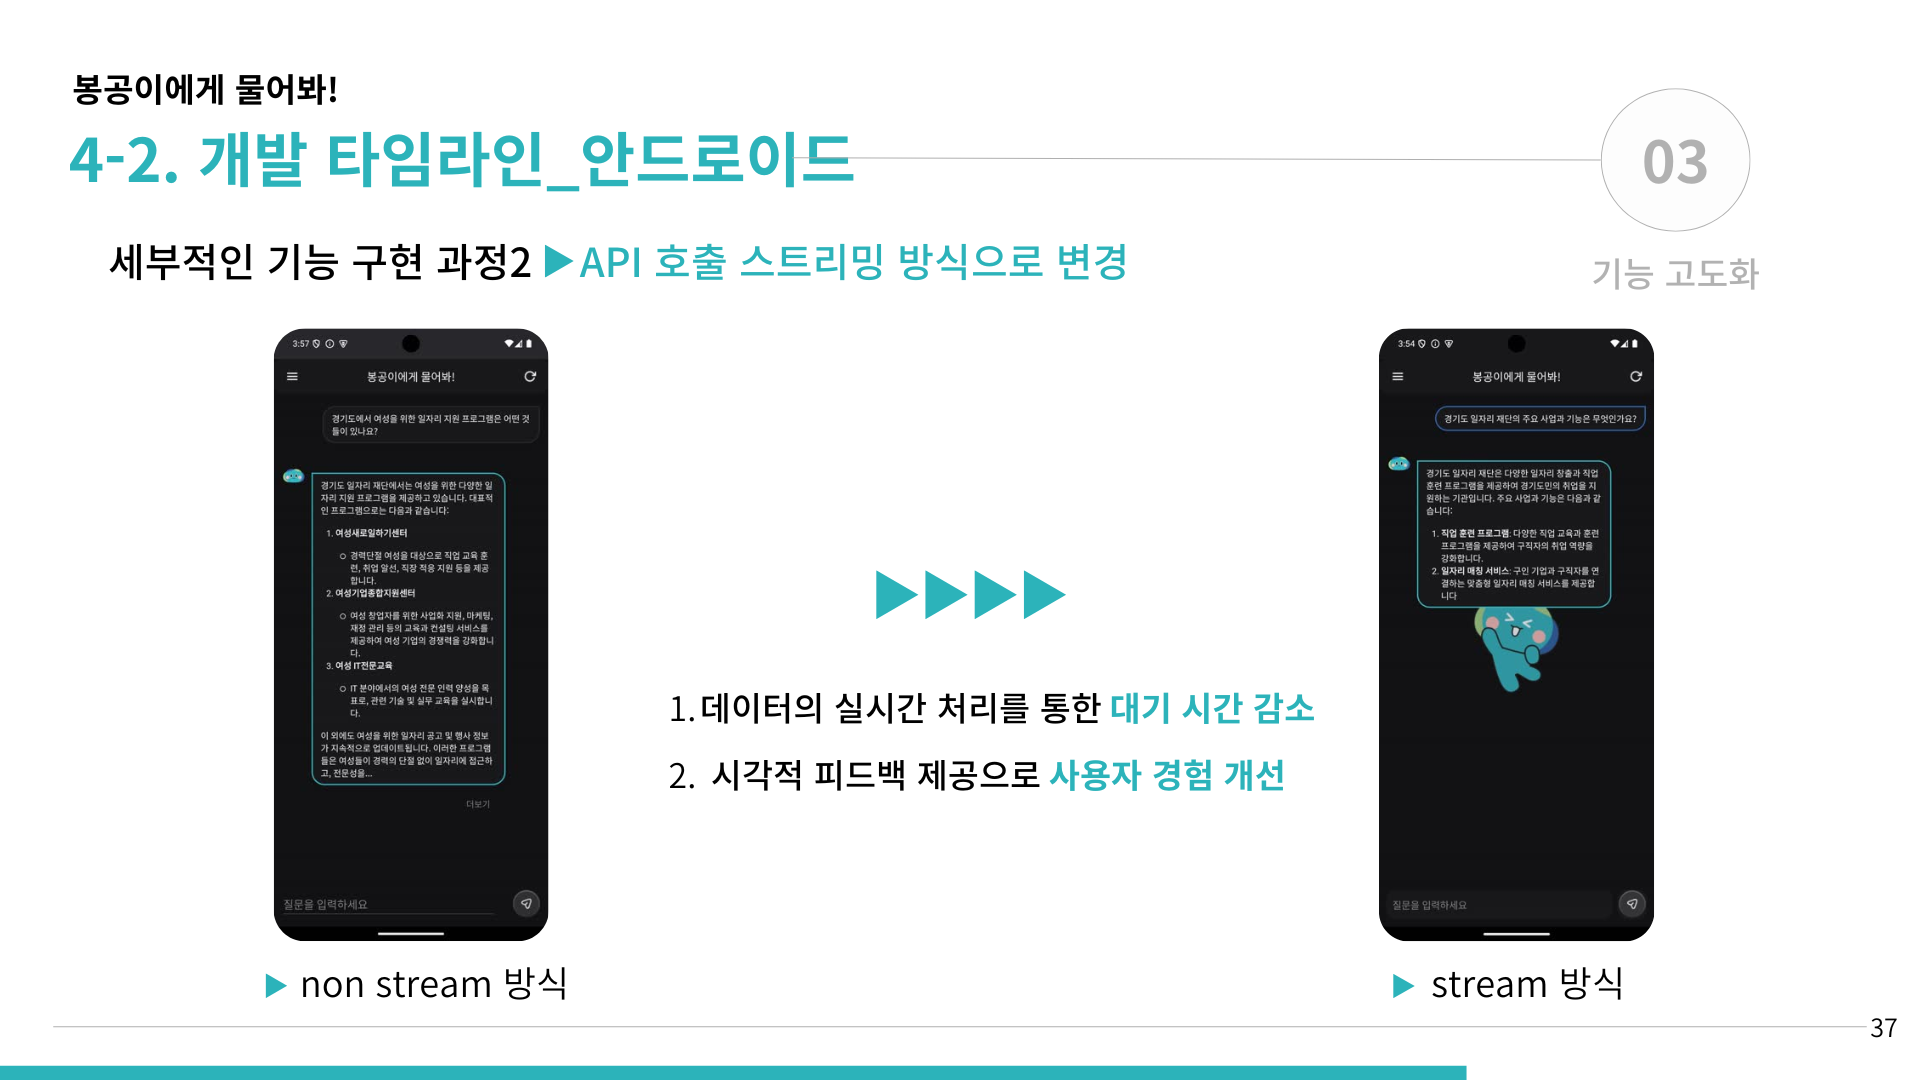 봉공이에게 물어봐!
4-2. 개발 타임라인_안드로이드
03
기능 고도화
세부적인 기능 구현 과정2 ▶API 호출 스트리밍 방식으로 변경
3:57
봉공이에게 물어봐!
경기도에서 여성을 위한 일자리 지원 프로그램은 어떤 것
들이 있나요?
경기도 일자리 재단에서는 여성을 위한 다양한 일
자리 지원 프로그램을 제공하고 있습니다. 대표적
인 프로그램으로는 다음과 같습니다:
1. 여성새로일하기센터
○ 경력단절 여성을 대상으로 직업 교육 훈
련, 취업 알선, 직장 적응 지원 등을 제공
합니다.
2. 여성기업종합지원센터
○ 여성 창업자를 위한 사업화 지원, 마케팅,
재정 관리 등의 교육과 컨설팅 서비스를
제공하여 여성 기업의 경쟁력을 강화합니
다.
3. 여성 IT전문교육
○ IT 분야에서의 여성 전문 인력 양성을 목
표로, 관련 기술 및 실무 교육을 실시합니
다.
이 외에도 여성을 위한 일자리 공고 및 행사 정보
가 지속적으로 업데이트됩니다. 이러한 프로그램
들은 여성들이 경력의 단절 없이 일자리에 접근하
고, 전문성을...
더보기
질문을 입력하세요
▶ non stream 방식
▶▶▶▶
1. 데이터의 실시간 처리를 통한 대기 시간 감소
2. 시각적 피드백 제공으로 사용자 경험 개선
3:54
봉공이에게 물어봐!
경기도 일자리 재단의 주요 사업과 기능은 무엇인가요?
경기도 일자리 재단은 다양한 일자리 창출과 직업
훈련 프로그램을 제공하여 경기도민의 취업을 지
원하는 기관입니다. 주요 사업과 기능은 다음과 같
습니다:
1. 직업 훈련 프로그램: 다양한 직업 교육과 훈련
프로그램을 제공하여 구직자의 취업 역량을
강화합니다.
2. 일자리 매칭 서비스: 구인 기업과 구직자를 연
결하는 맞춤형 일자리 매칭 서비스를 제공합
니다
질문을 입력하세요
▶ stream 방식
37